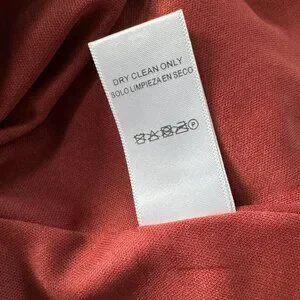 DRY CLEAN ONLY
SOLO LIMPIEZA EN SECO
P